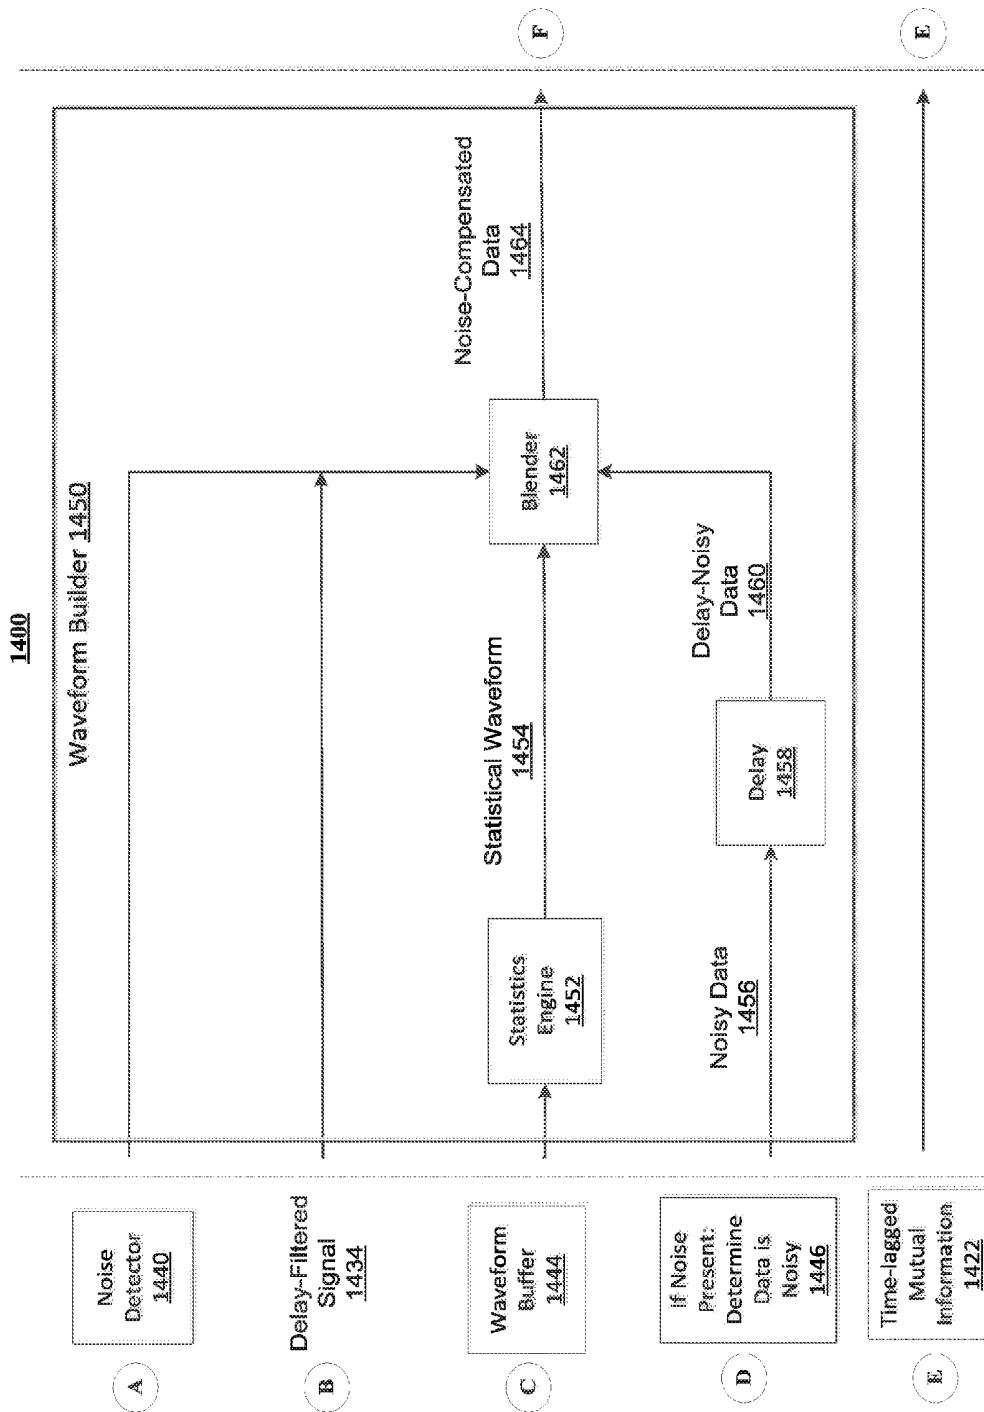 1400
Waveform Builder 1450
A
Noise
Detector
1440
B
Delay-Filtered
Signal
1434
C
Waveform
Buffer
1444
Statistics
Engine
1452
Statistical Waveform
1454
Blender
1462
Noise-Compensated
Data
1464
F
D
If Noise
Present:
Determine
Data is
Noisy
1446
Noisy Data
1456
Delay
1458
Delay-Noisy
Data
1460
E
Time-lagged
Mutual
Information
1422
E